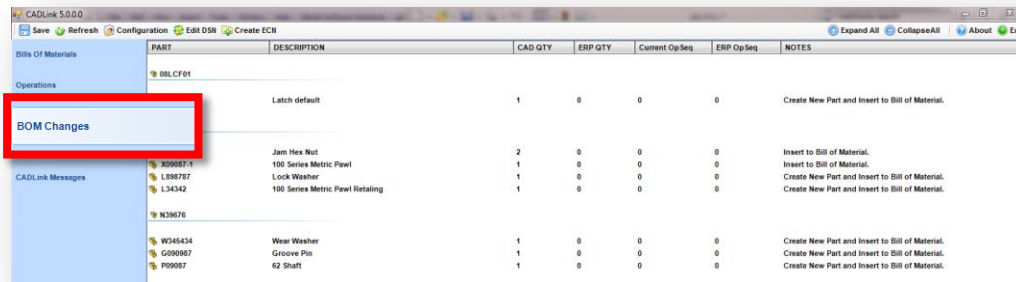 CADLink 5.0.0.0
Save Refresh Configuration Edit DSN Create ECN Expand All CollapseAll About
Bills Of Materials
Operations
BOM Changes
CADLink Messages
PART DESCRIPTION CAD QTY ERP QTY Current OpSeq ERP OpSeq NOTES
08LCF01
Latch default 1 0 0 0 Create New Part and Insert to Bill of Material.
Jam Hex Nut 2 0 0 0 Insert to Bill of Material.
X09087-1 100 Series Metric Pawl 1 0 0 0 Insert to Bill of Material.
L898787 Lock Washer 1 0 0 0 Create New Part and Insert to Bill of Material.
L34342 100 Series Metric Pawl Retaling 1 0 0 0 Create New Part and Insert to Bill of Material.
N39676
W345434 Wear Washer 1 0 0 0 Create New Part and Insert to Bill of Material.
G090987 Groove Pin 1 0 0 0 Create New Part and Insert to Bill of Material.
P09087 62 Shaft 1 0 0 0 Create New Part and Insert to Bill of Material.